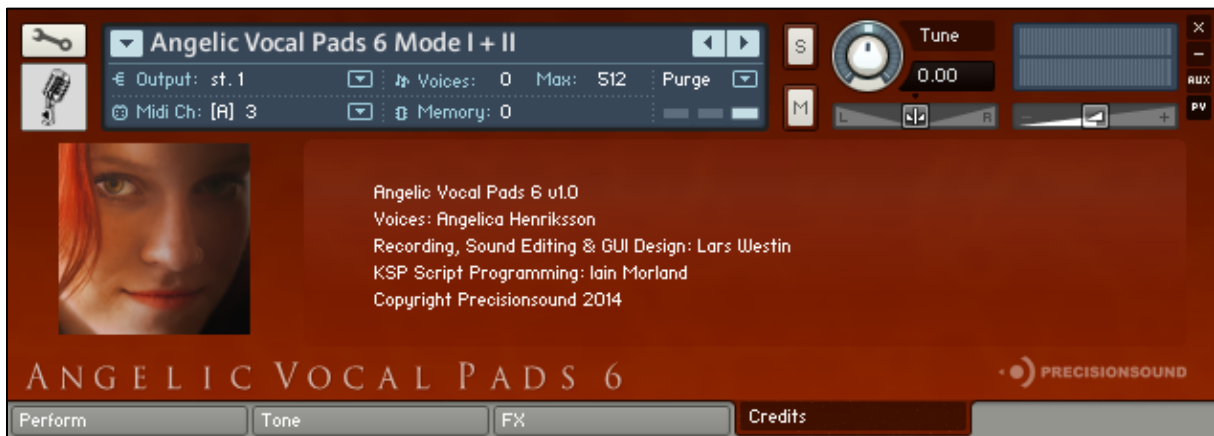 Angelic Vocal Pads 6 Mode I + II
S
Tune
X
Output: st.1
Voices: 0 Max: 512
Purge
0.00
AUX
Midi Ch: [A] 3
Memory: 0
M
L R
- +
PV
Angelic Vocal Pads 6 v1.0
Voices: Angelica Henriksson
Recording, Sound Editing & GUI Design: Lars Westin
KSP Script Programming: Iain Morland
Copyright Precisionsound 2014
ANGELIC VOCAL PADS 6
PRECISIONSOUND
Perform
Tone
FX
Credits